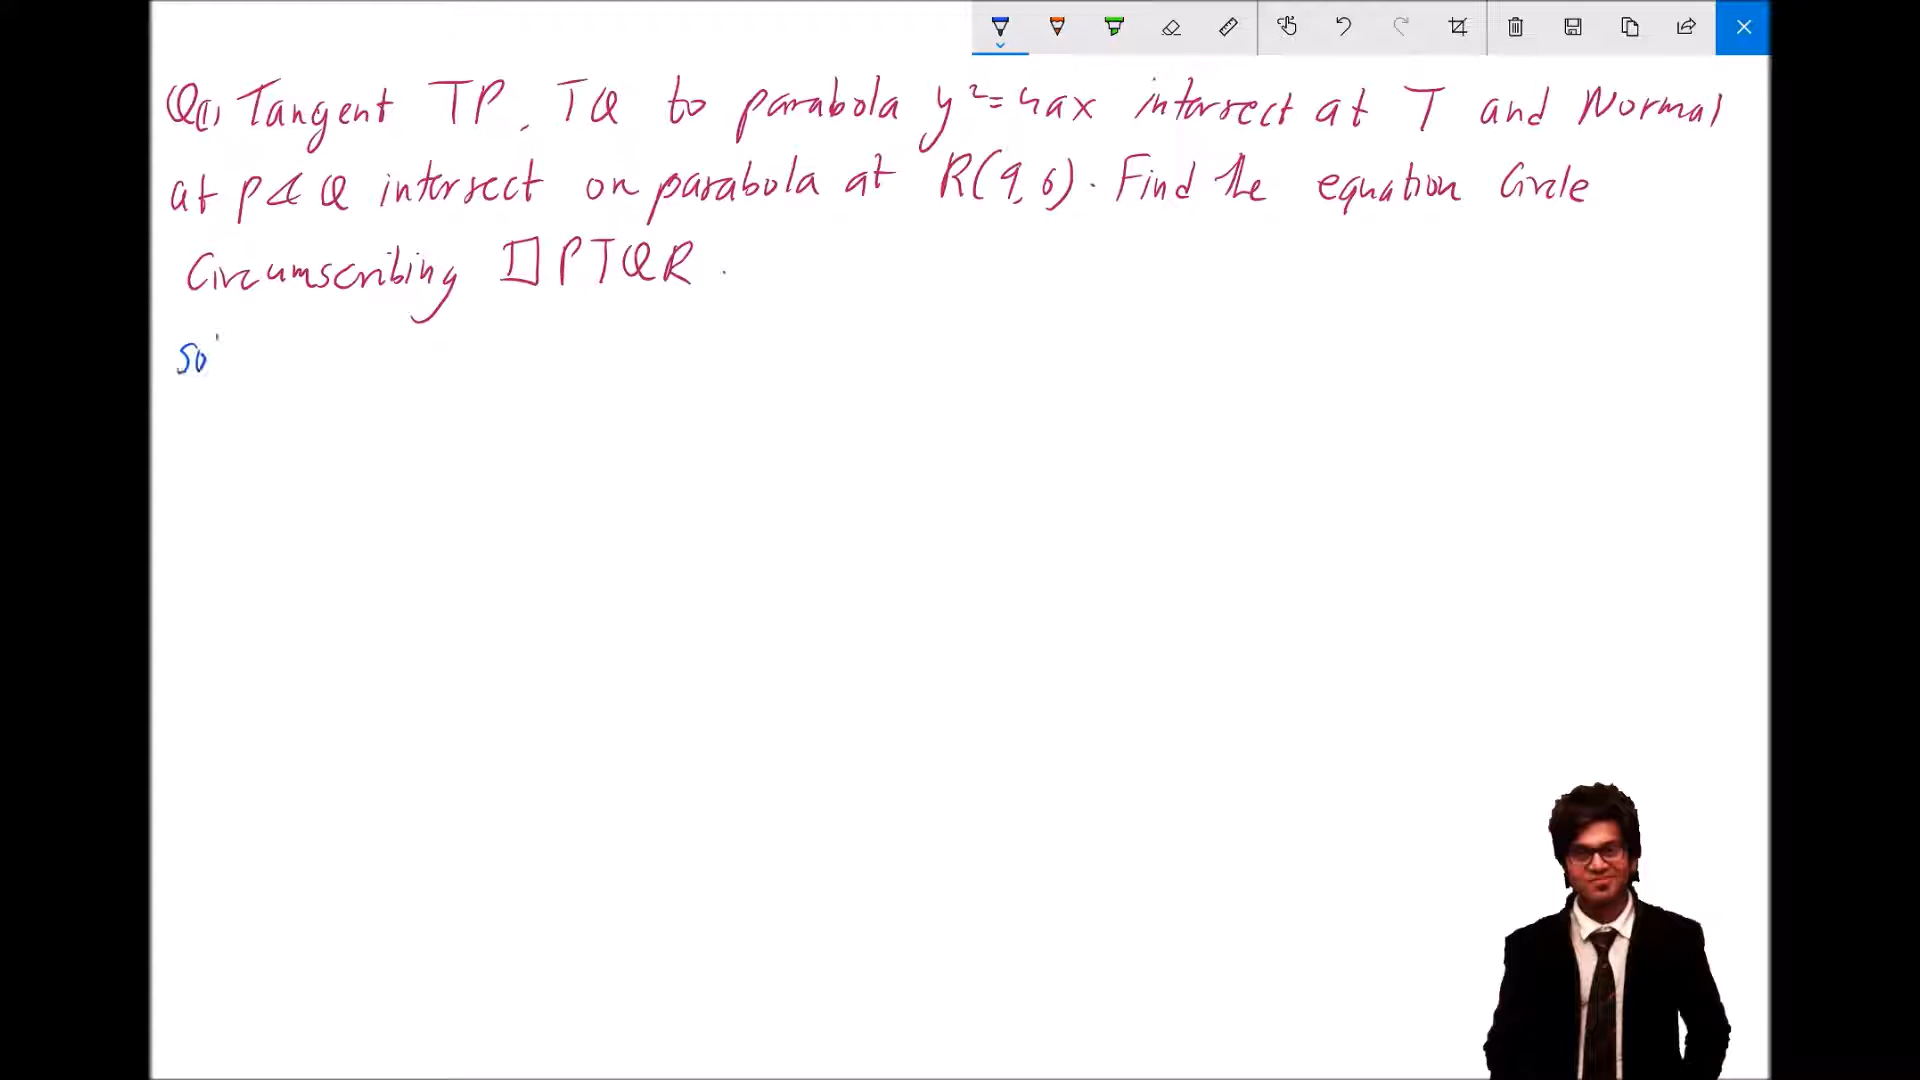 Q(1) Tangent TP, TQ to parabola y²=4ax intersect at T and Normal
at P & Q intersect on parabola at R(9,6). Find the equation Circle
Circumscribing □ PTQR.
so